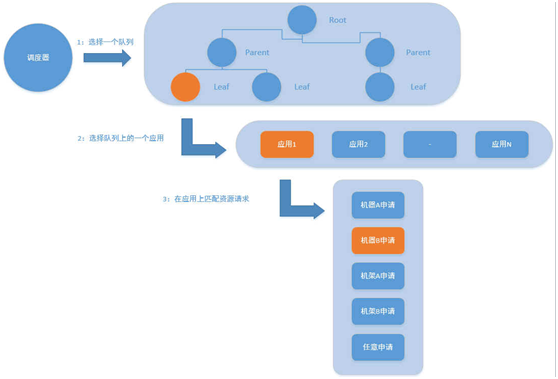 调度器
1：选择一个队列
Root
Parent
Parent
Leaf
Leaf
Leaf
2：选择队列上的一个应用
应用1
应用2
-
应用N
3：在应用上匹配资源请求
机器A申请
机器B申请
机架A申请
机架B申请
任意申请